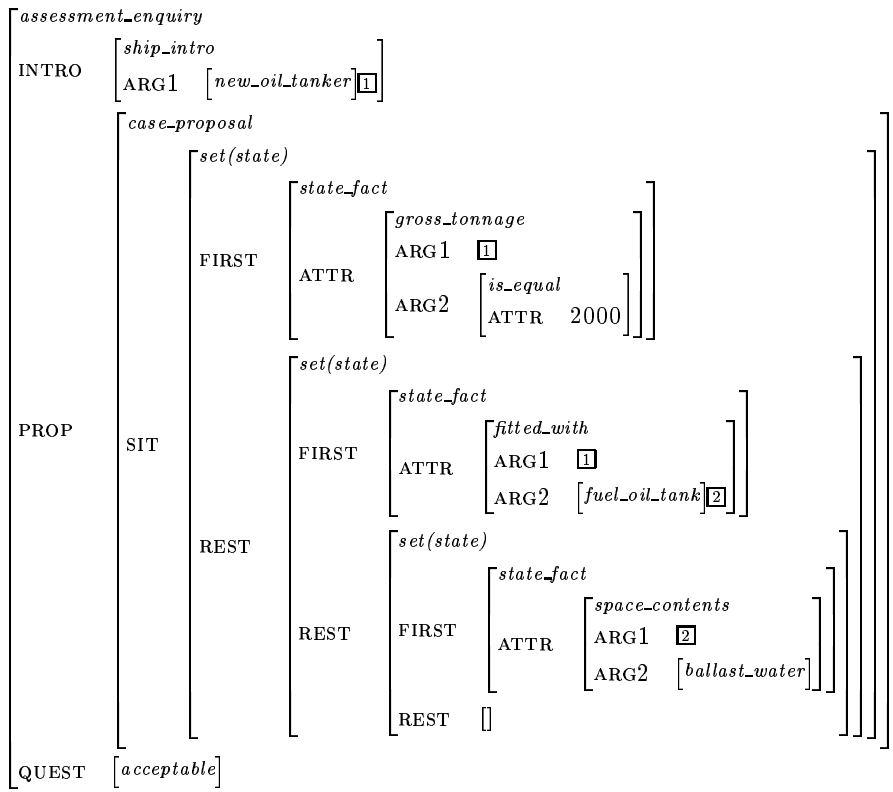 assessment_enquiry
ship_intro
INTRO ARG1 [new_oil_tanker] 1
case_proposal
set(state)
state_fact
gross_tonnage
ARG1 1
FIRST ATTR
is_equal
ARG2
ATTR 2000
set(state)
state_fact
fitted_with
PROP SIT FIRST ATTR ARG1 1
ARG2 [fuel_oil_tank] 2
set(state)
REST
state_fact
space_contents
REST FIRST ATTR ARG1 2
ARG2 [ballast_water]
REST []
QUEST [acceptable]